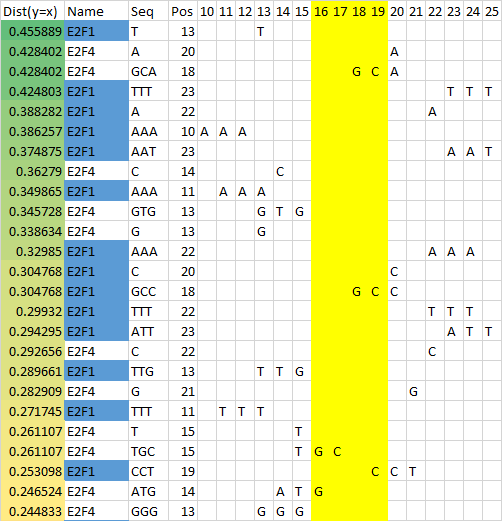 Dist(y=x) Name Seq Pos 10 11 12 13 14 15 16 17 18 19 20 21 22 23 24 25
0.455889 E2F1 T 13 T
0.428402 E2F4 A 20 A
0.428402 E2F4 GCA 18 G C A
0.424803 E2F1 TTT 23 T T T
0.388282 E2F1 A 22 A
0.386257 E2F1 AAA 10 A A A
0.374875 E2F1 AAT 23 A A T
0.36279 E2F4 C 14 C
0.349865 E2F1 AAA 11 A A A
0.345728 E2F4 GTG 13 G T G
0.338634 E2F4 G 13 G
0.32985 E2F1 AAA 22 A A A
0.304768 E2F1 C 20 C
0.304768 E2F1 GCC 18 G C C
0.29932 E2F1 TTT 22 T T T
0.294295 E2F1 ATT 23 A T T
0.292656 E2F4 C 22 C
0.289661 E2F1 TTG 13 T T G
0.282909 E2F4 G 21 G
0.271745 E2F1 TTT 11 T T T
0.261107 E2F4 T 15 T
0.261107 E2F4 TGC 15 T G C
0.253098 E2F1 CCT 19 C C T
0.246524 E2F4 ATG 14 A T G
0.244833 E2F4 GGG 13 G G G